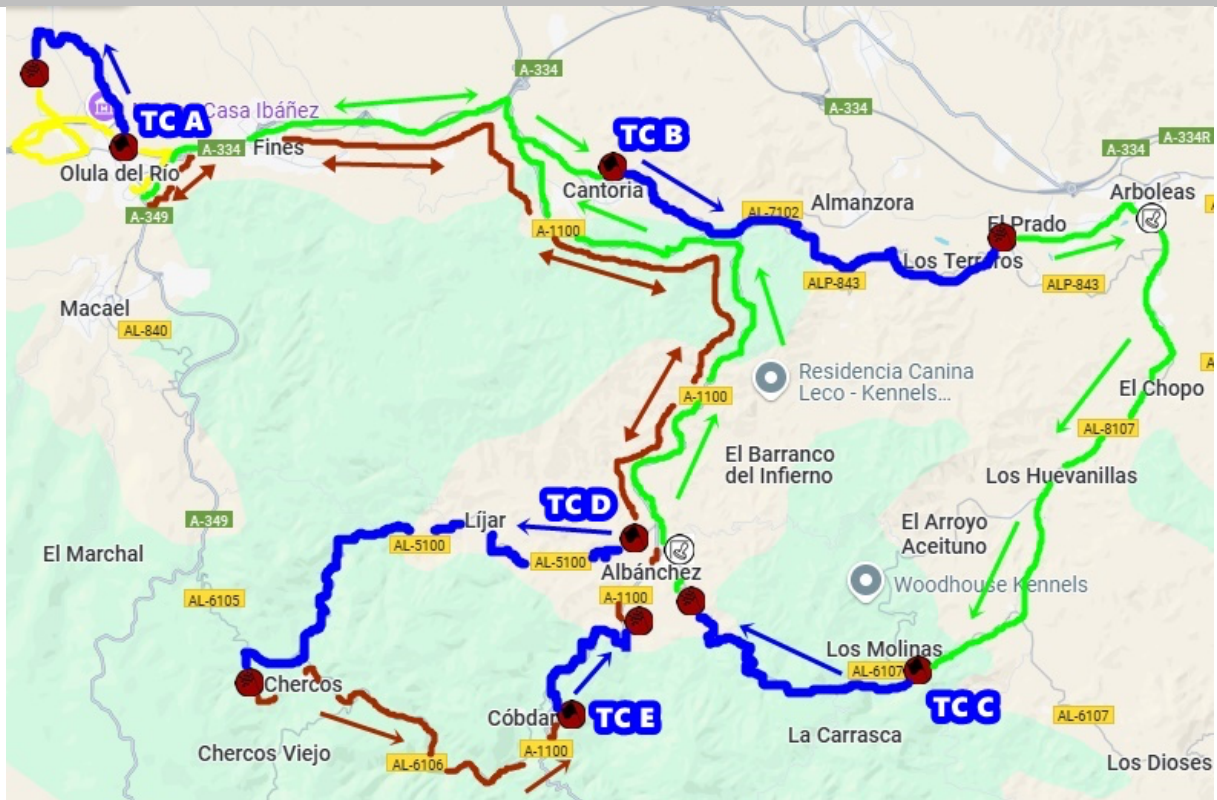 A-334
TC A
Casa Ibáñez
A-334
Fines
Olula del Río
A-349
TC B
Cantoria
A-334
A-334R
A-334
Arboleas
AL-7102
Almanzora
El Prado
A-1100
Los Terreros
ALP-843
ALP-843
Macael
AL-840
Residencia Canina
Leco - Kennels...
A-1100
El Chopo
AL-8107
El Barranco
del Infierno
Los Huevanillas
TC D
Líjar
A-349
AL-5100
El Arroyo
Aceituno
El Marchal
AL-5100
Albánchez
Woodhouse Kennels
AL-6105
A-1100
Los Molinas
AL-6107
Chercos
Cóbdar
TC E
TC C
AL-6107
La Carrasca
Chercos Viejo
A-1100
AL-6106
Los Dioses